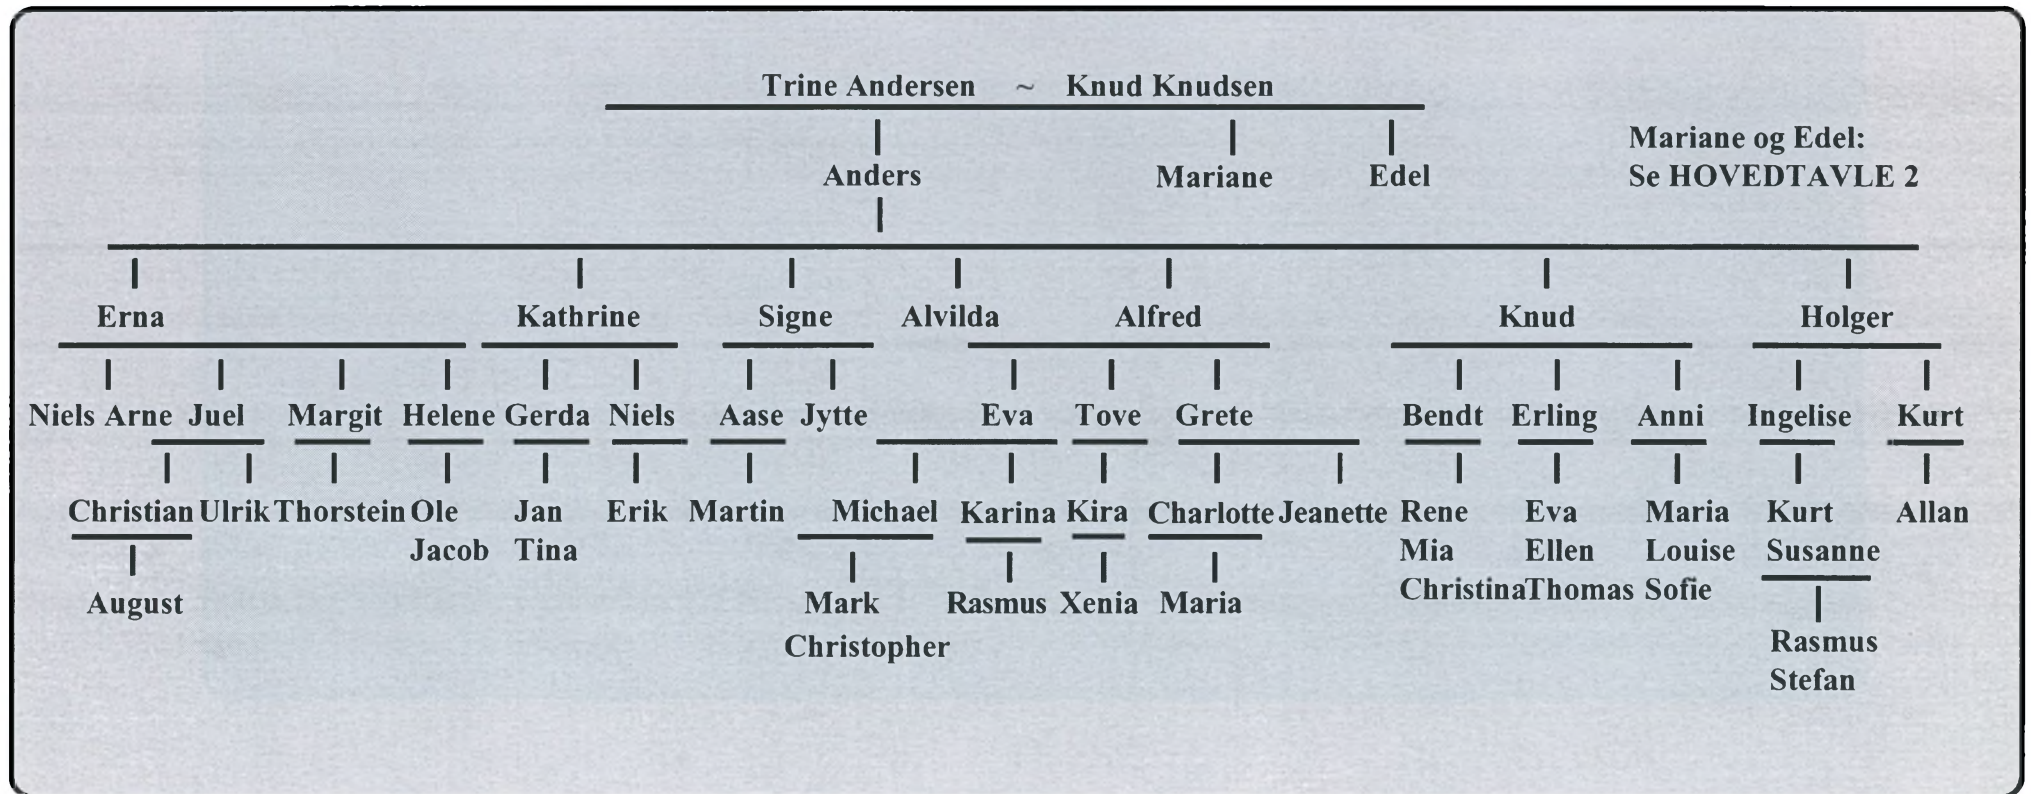 Trine Andersen ~ Knud Knudsen
Mariane og Edel:
Se HOVEDTAVLE 2
Anders Mariane Edel
Erna Kathrine Signe Alvilda Alfred Knud Holger
Niels Arne Juel Margit Helene Gerda Niels Aase Jytte Eva Tove Grete Bendt Erling Anni Ingelise Kurt
Christian Ulrik Thorstein Ole Jan Erik Martin Michael Karina Kira Charlotte Jeanette Rene Eva Maria Kurt Allan
Jacob Tina Mia Ellen Louise Susanne
Christina Thomas Sofie
August Mark Rasmus Xenia Maria
Christopher
Rasmus
Stefan